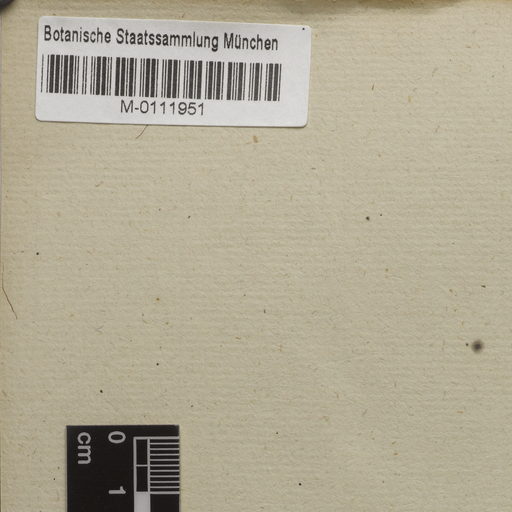 Botanische Staatssammlung München
M-0111951
0 1
cm